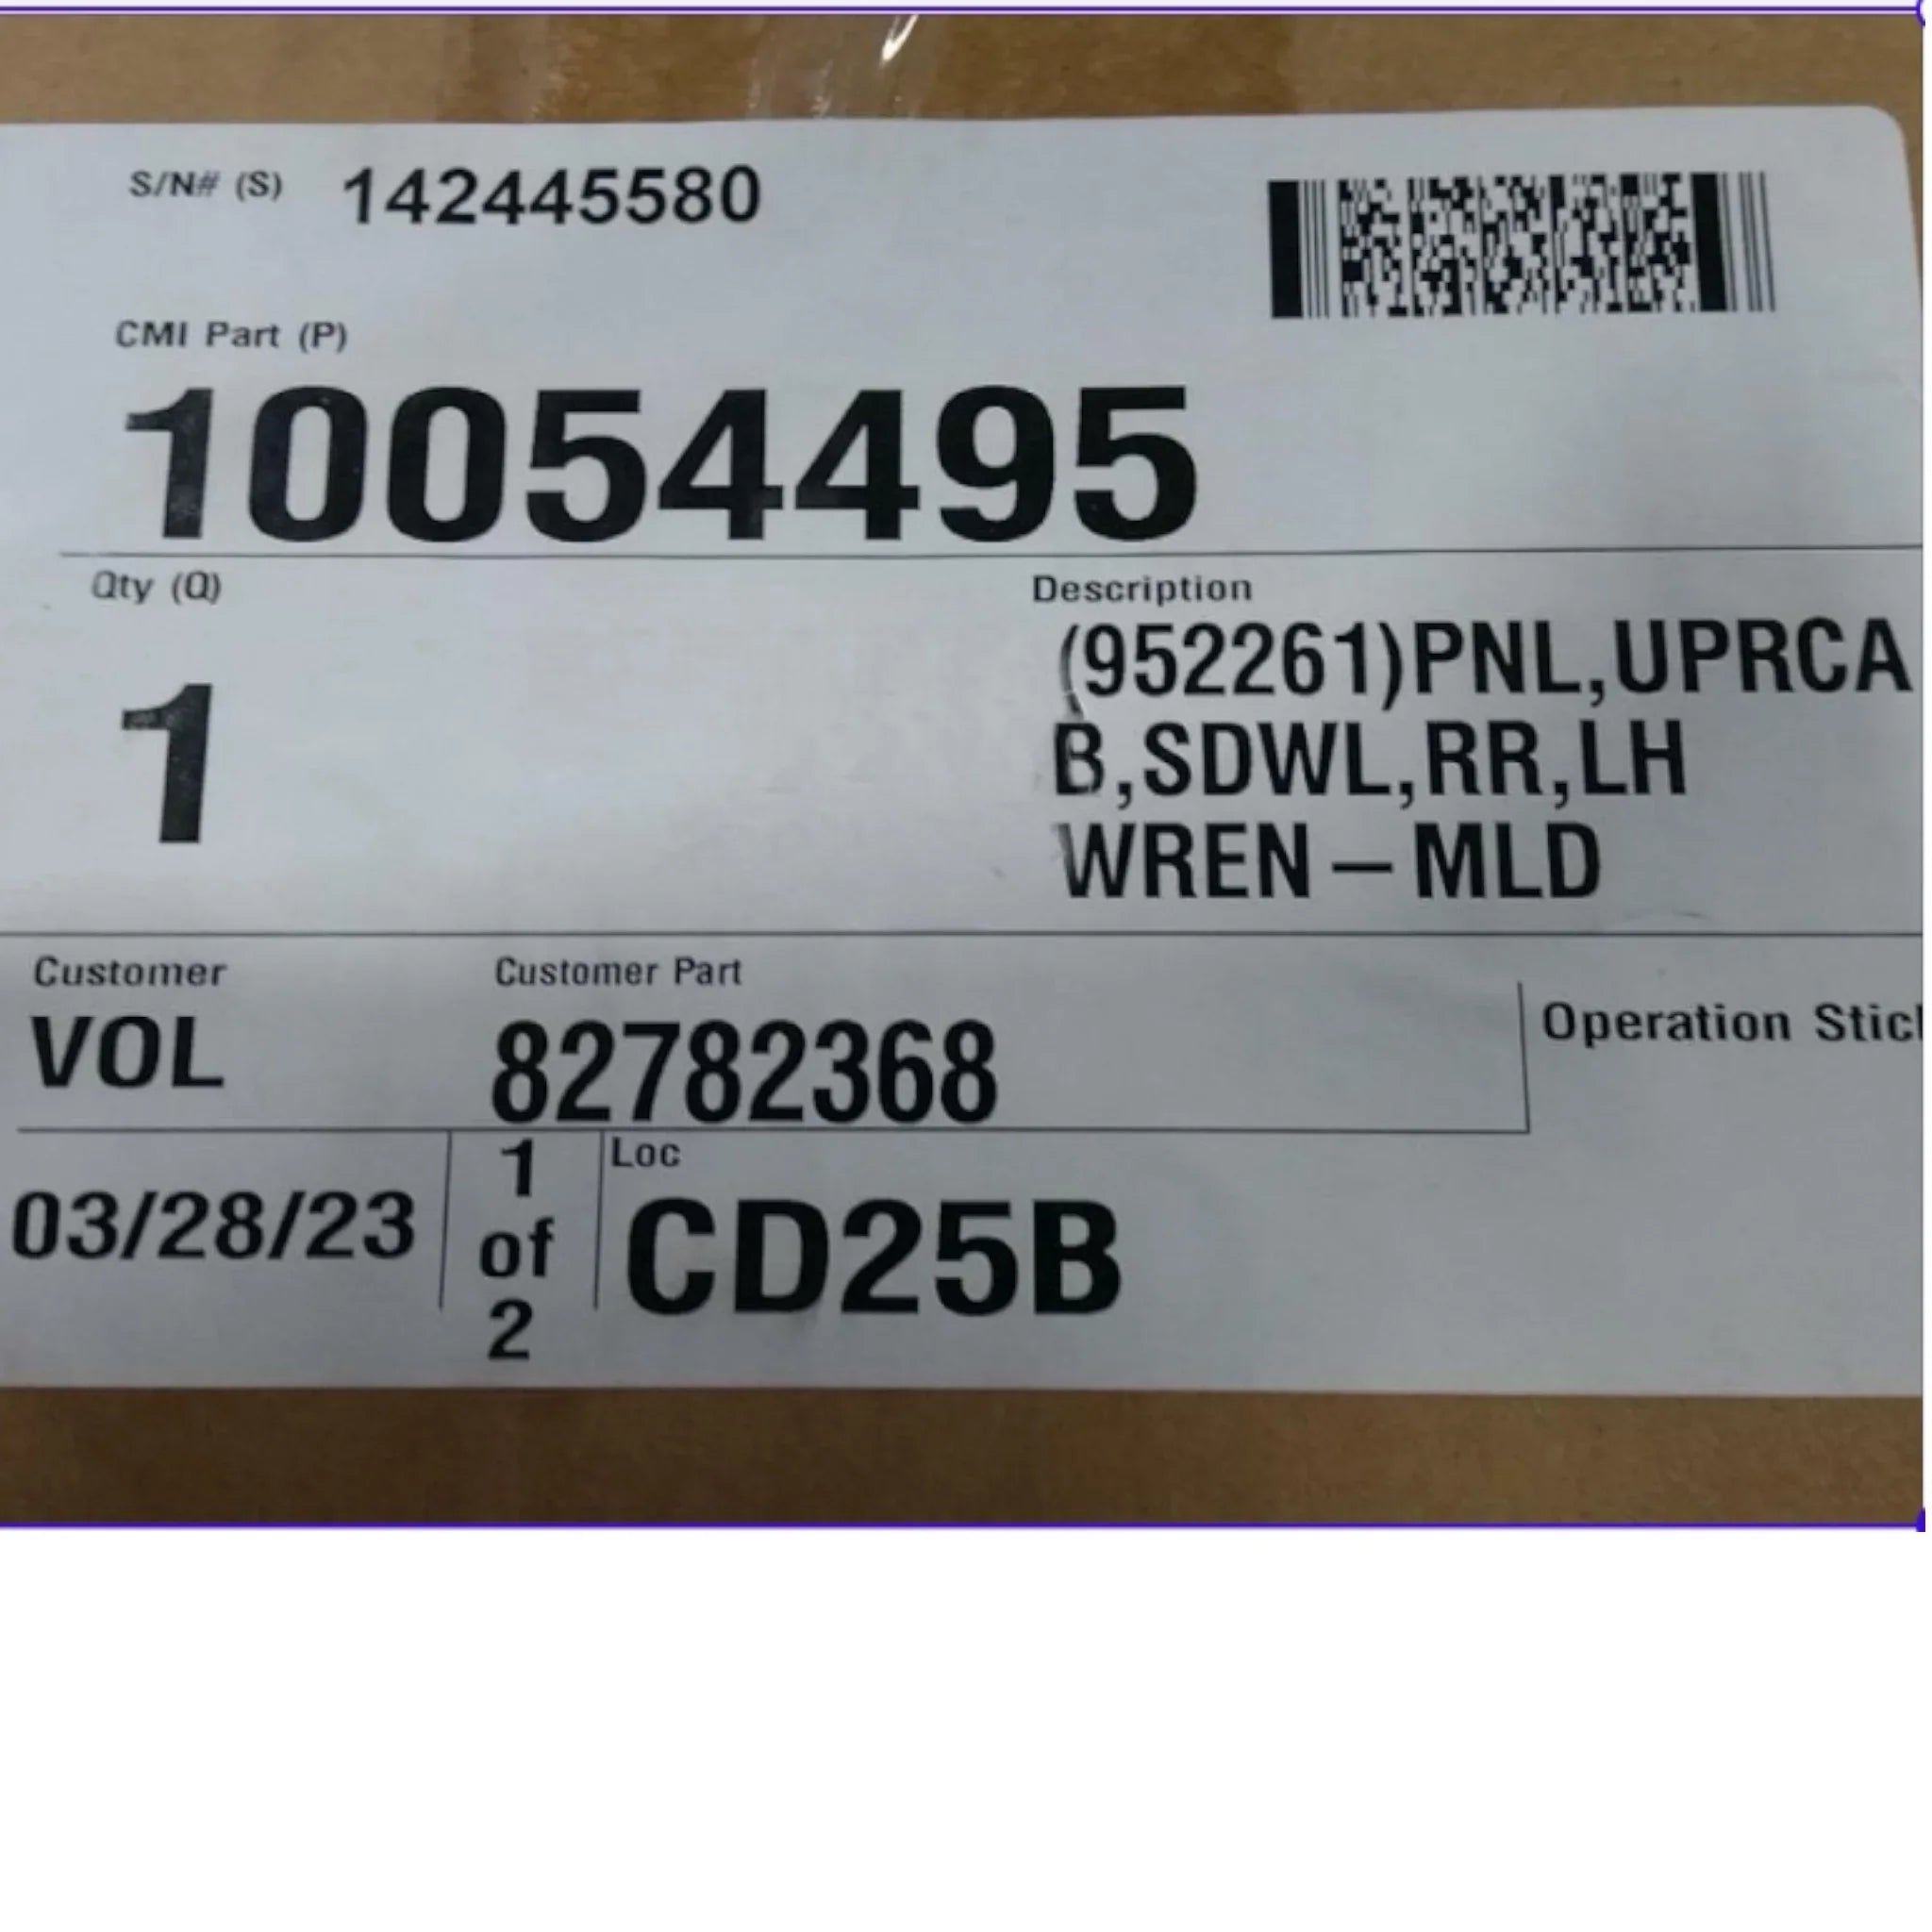 S/N# (S) 142445580
CMI Part (P)
10054495
Qty (Q)
1
Description
(952261)PNL,UPRCA
B,SDWL,RR,LH
WREN-MLD
Customer
VOL
Customer Part
82782368
Operation
03/28/23
1
of
2
Loc
CD25B